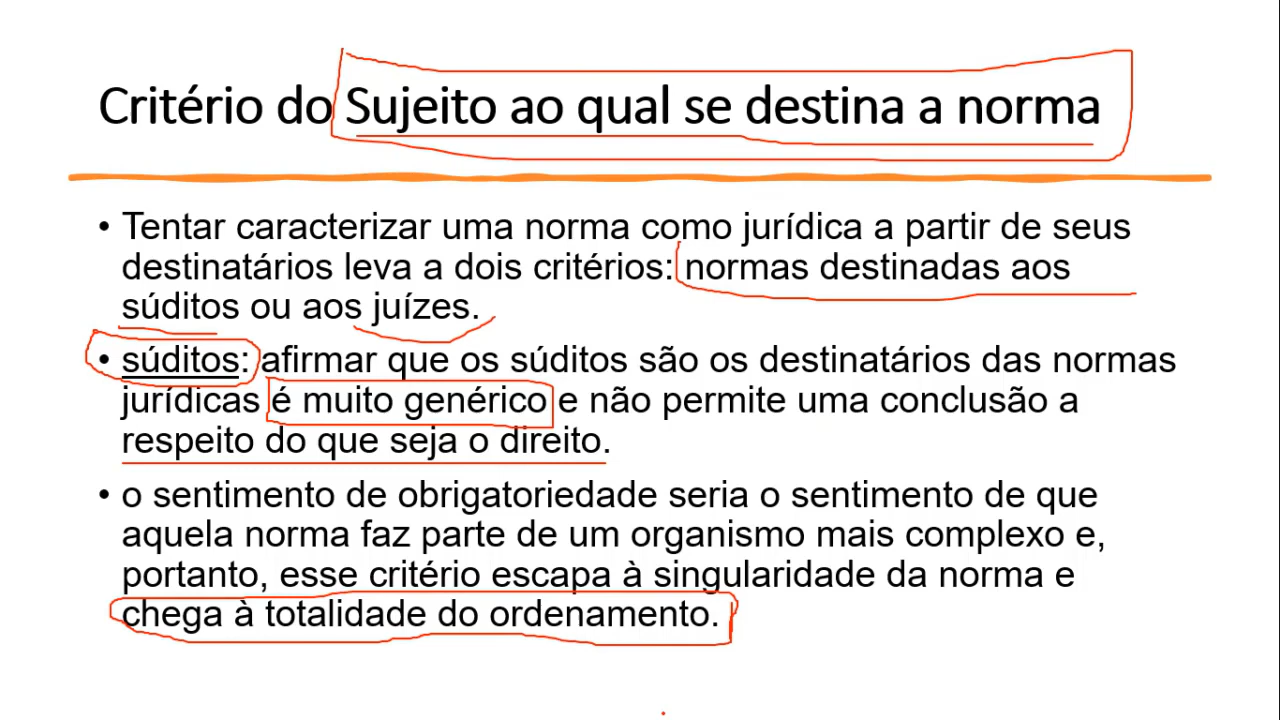 Critério do Sujeito ao qual se destina a norma
• Tentar caracterizar uma norma como jurídica a partir de seus
destinatários leva a dois critérios: normas destinadas aos
súditos ou aos juízes.
• súditos: afirmar que os súditos são os destinatários das normas
jurídicas é muito genérico e não permite uma conclusão a
respeito do que seja o direito.
• o sentimento de obrigatoriedade seria o sentimento de que
aquela norma faz parte de um organismo mais complexo e,
portanto, esse critério escapa à singularidade da norma e
chega à totalidade do ordenamento.